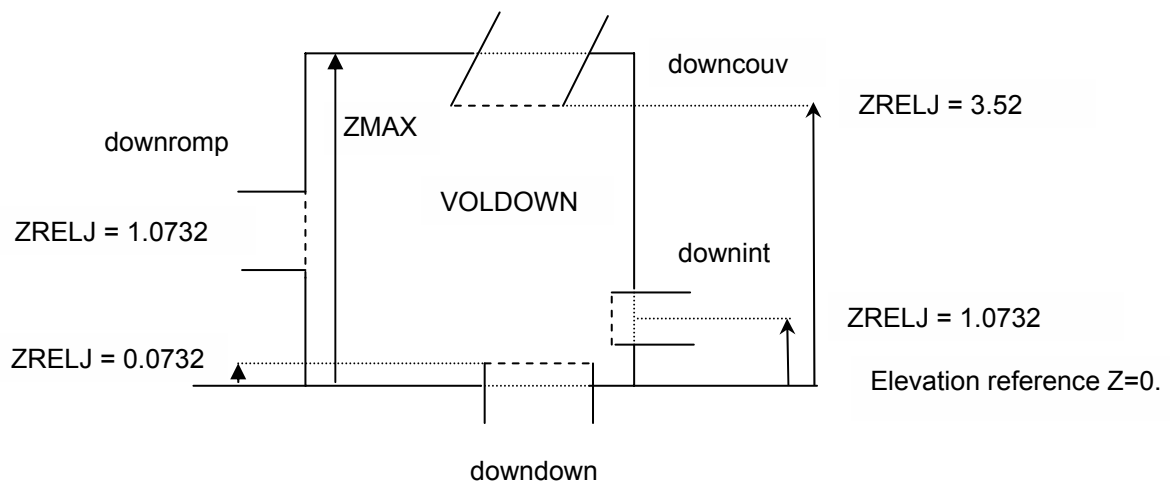 downcouv
ZRELJ = 3.52
ZMAX
downromp
VOLDOWN
ZRELJ = 1.0732
downint
ZRELJ = 1.0732
ZRELJ = 0.0732
Elevation reference Z=0.
downdown